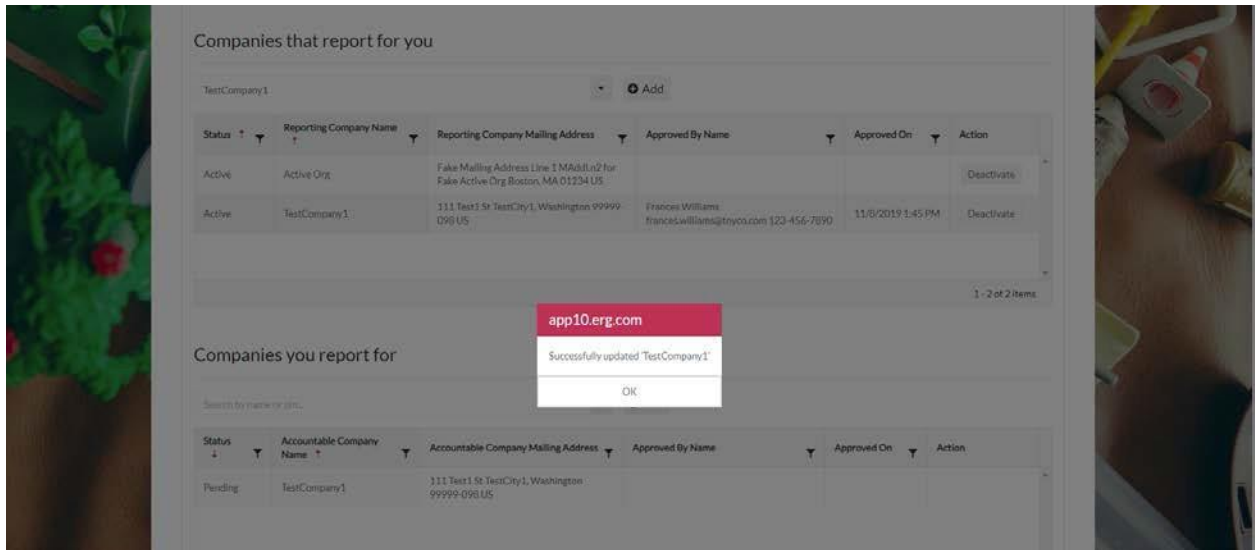 Companies that report for you
TestCompany1
Add
Status Reporting Company Name Reporting Company Mailing Address Approved By Name Approved On Action
Active Active Org Fake Mailing Address Line 1 MAddLn2 for
Fake Active Org Boston, MA 01234 US Deactivate
Active TestCompany1 111 Test1 St TestCity1, Washington 99999-
098 US Frances Williams
frances.williams@tnyco.com 123-456-7890 11/8/2019 1:45 PM Deactivate
1 - 2 of 2 items
app10.erg.com
Successfully updated 'TestCompany1'
OK
Companies you report for
Search by name or
Status Accountable Company
Name Accountable Company Mailing Address Approved By Name Approved On Action
Pending TestCompany1 111 Test1 St TestCity1, Washington
99999-098 US